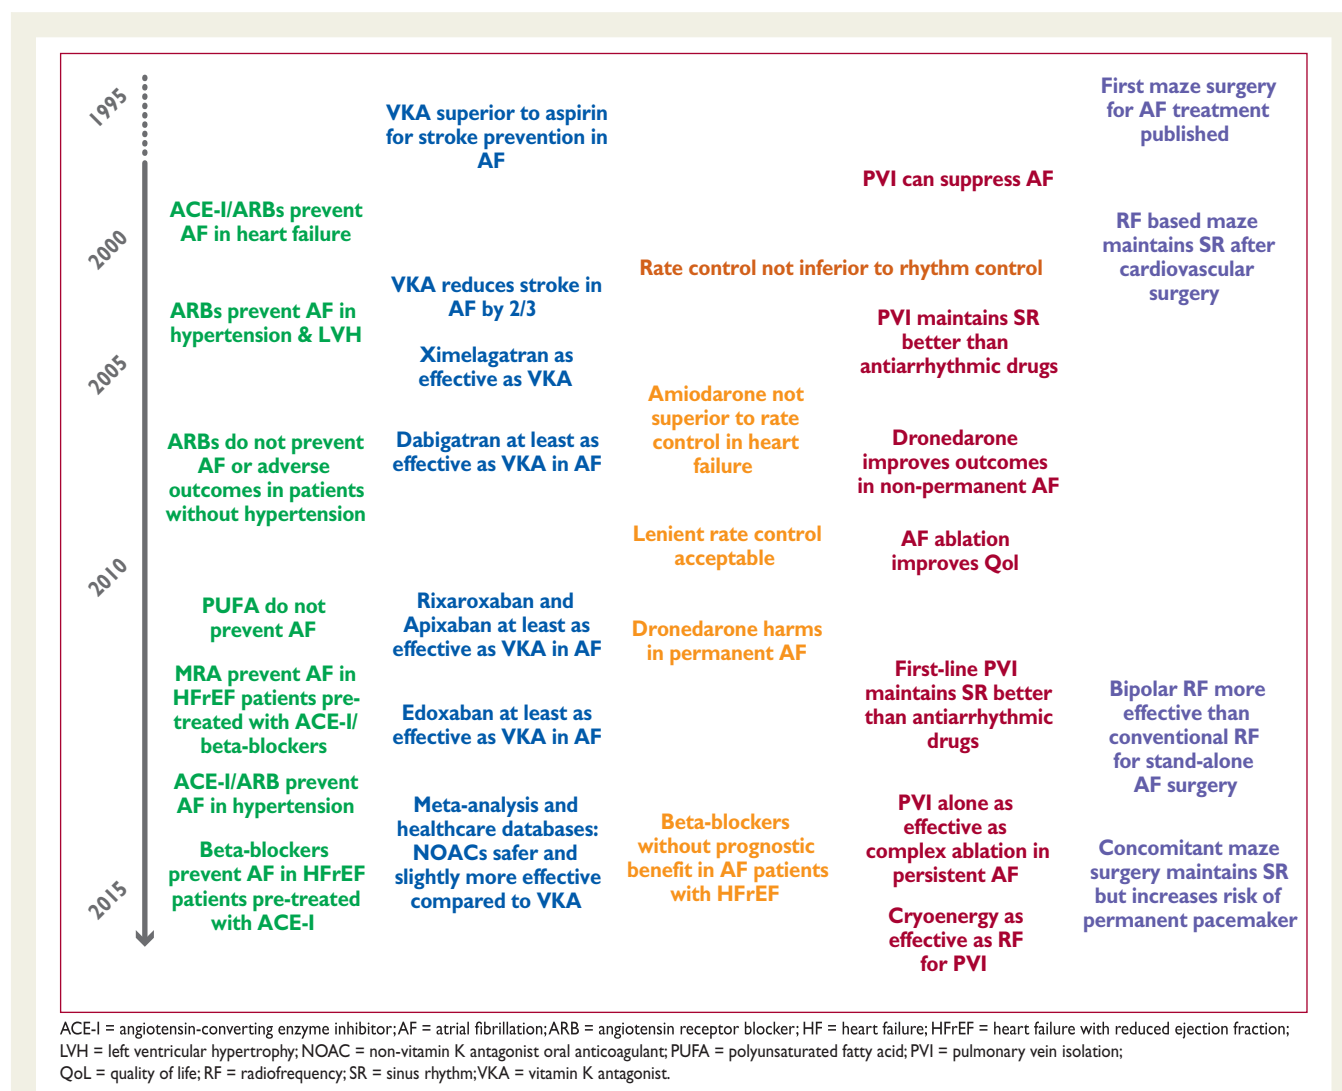 1995
2000
2005
2010
2015
ACE-I/ARBs prevent
AF in heart failure
ARBs prevent AF in
hypertension & LVH
ARBs do not prevent
AF or adverse
outcomes in patients
without hypertension
PUFA do not
prevent AF
MRA prevent AF in
HFrEF patients pre-
treated with ACE-I/
beta-blockers
ACE-I/ARB prevent
AF in hypertension
Beta-blockers
prevent AF in HFrEF
patients pre-treated
with ACE-I
VKA superior to aspirin
for stroke prevention in
AF
VKA reduces stroke in
AF by 2/3
Ximelagatran as
effective as VKA
Dabigatran at least as
effective as VKA in AF
Rixaroxaban and
Apixaban at least as
effective as VKA in AF
Edoxaban at least as
effective as VKA in AF
Meta-analysis and
healthcare databases:
NOACs safer and
slightly more effective
compared to VKA
Rate control not inferior to rhythm control
Amiodarone not
superior to rate
control in heart
failure
Lenient rate control
acceptable
Dronedarone harms
in permanent AF
Beta-blockers
without prognostic
benefit in AF patients
with HFrEF
PVI can suppress AF
PVI maintains SR
better than
antiarrhythmic drugs
Dronedarone
improves outcomes
in non-permanent AF
AF ablation
improves Qol
First-line PVI
maintains SR better
than antiarrhythmic
drugs
PVI alone as
effective as
complex ablation in
persistent AF
Cryoenergy as
effective as RF
for PVI
First maze surgery
for AF treatment
published
RF based maze
maintains SR after
cardiovascular
surgery
Bipolar RF more
effective than
conventional RF
for stand-alone
AF surgery
Concomitant maze
surgery maintains SR
but increases risk of
permanent pacemaker
ACE-I = angiotensin-converting enzyme inhibitor; AF = atrial fibrillation; ARB = angiotensin receptor blocker; HF = heart failure; HFrEF = heart failure with reduced ejection fraction;
LVH = left ventricular hypertrophy; NOAC = non-vitamin K antagonist oral anticoagulant; PUFA = polyunsaturated fatty acid; PVI = pulmonary vein isolation;
QoL = quality of life; RF = radiofrequency; SR = sinus rhythm; VKA = vitamin K antagonist.